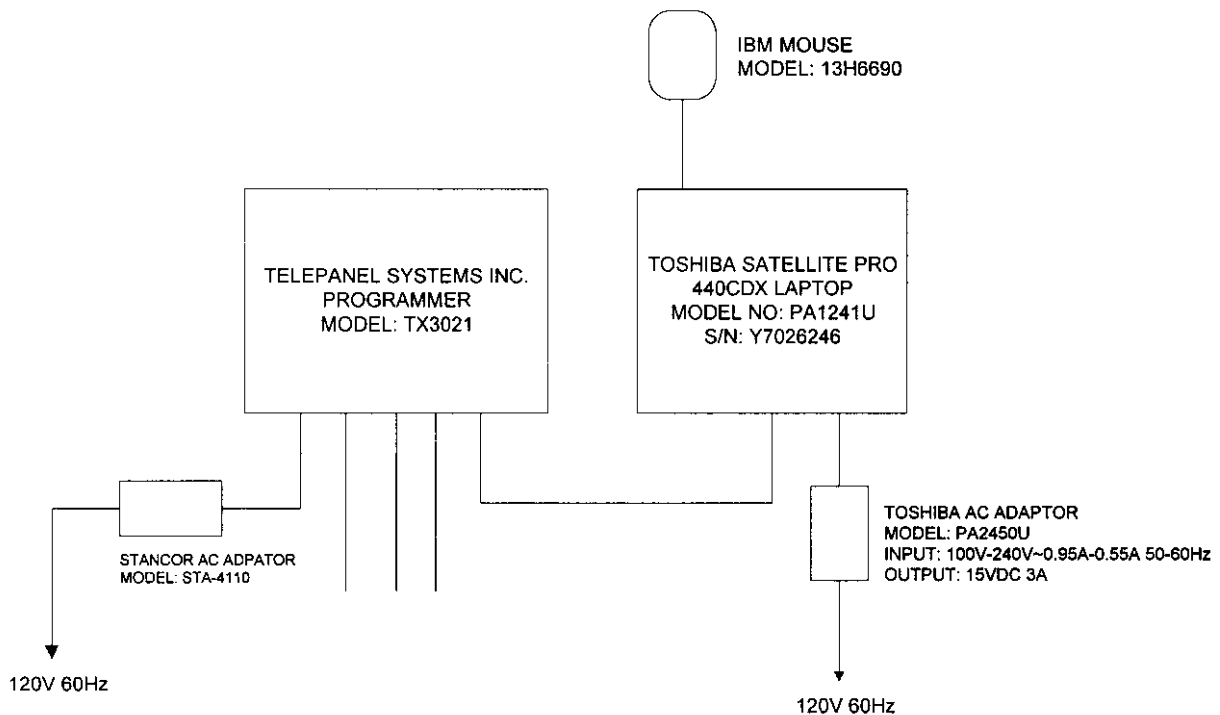 IBM MOUSE
MODEL: 13H6690
TELEPANEL SYSTEMS INC.
PROGRAMMER
MODEL: TX3021
TOSHIBA SATELLITE PRO
440CDX LAPTOP
MODEL NO: PA1241U
S/N: Y7026246
STANCOR AC ADPATOR
MODEL: STA-4110
TOSHIBA AC ADAPTOR
MODEL: PA2450U
INPUT: 100V-240V~0.95A-0.55A 50-60Hz
OUTPUT: 15VDC 3A
120V 60Hz
120V 60Hz